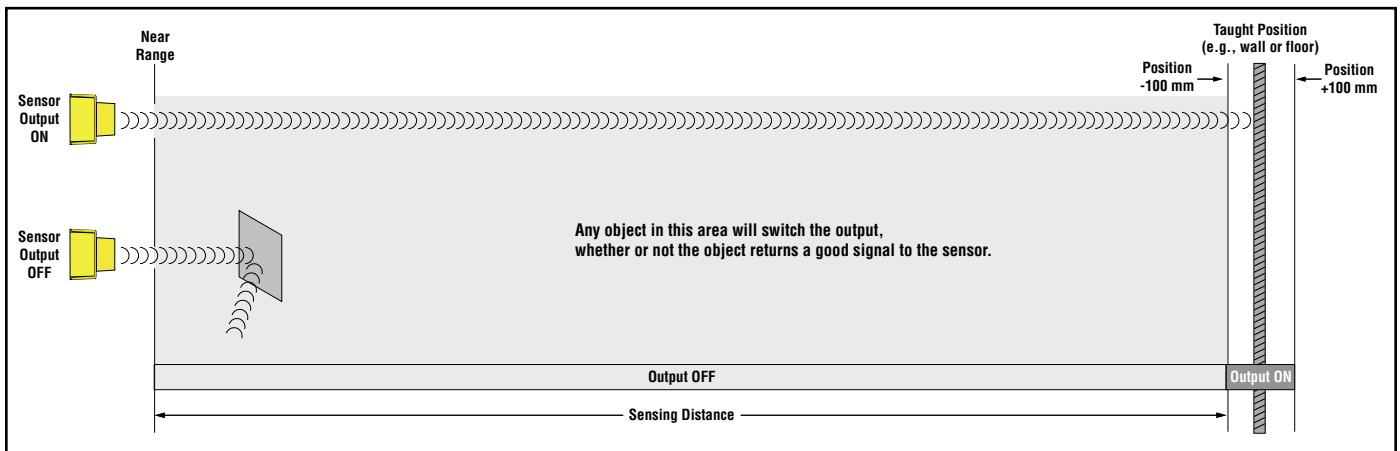 Near
Range
Taught Position
(e.g., wall or floor)
Position
-100 mm
Position
+100 mm
Sensor
Output
ON
Sensor
Output
OFF
Any object in this area will switch the output,
whether or not the object returns a good signal to the sensor.
Output OFF
Output ON
Sensing Distance